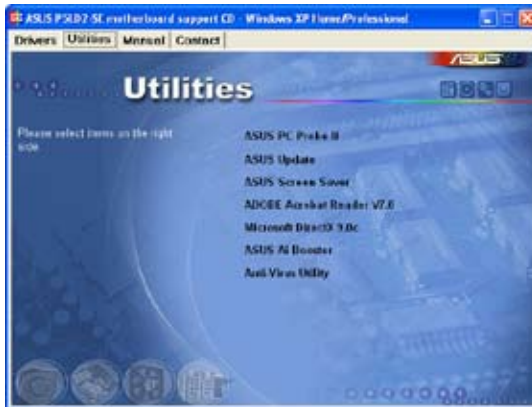 ASUS P5LD2-SE motherboard support CD - Windows XP Home/Professional
Drivers Utilities Manual Contact
ASUS
Utilities
Please select items on the right
side.
ASUS PC Probe II
ASUS Update
ASUS Screen Saver
ADOBE Acrobat Reader V7.0
Microsoft DirectX 9.0c
ASUS Ai Booster
Anti-Virus Utility